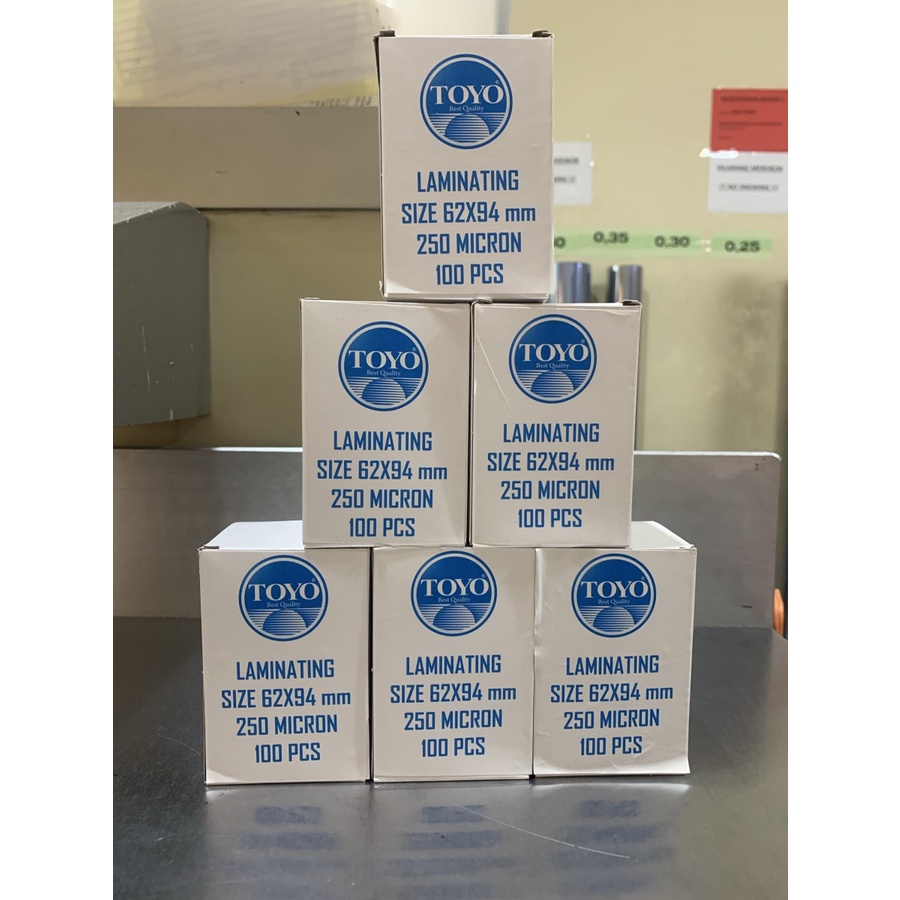 TOYO®
Best Quality
LAMINATING
SIZE 62X94 mm
250 MICRON
100 PCS
0.35
0.30
0.25
TOYO®
Best Quality
LAMINATING
SIZE 62X94 mm
250 MICRON
100 PCS
TOYO®
Best Quality
LAMINATING
SIZE 62X94 mm
250 MICRON
100 PCS
TOYO®
Best Quality
LAMINATING
SIZE 62X94 mm
250 MICRON
100 PCS
TOYO®
Best Quality
LAMINATING
SIZE 62X94 mm
250 MICRON
100 PCS
TOYO®
Best Quality
LAMINATING
SIZE 62X94 mm
250 MICRON
100 PCS